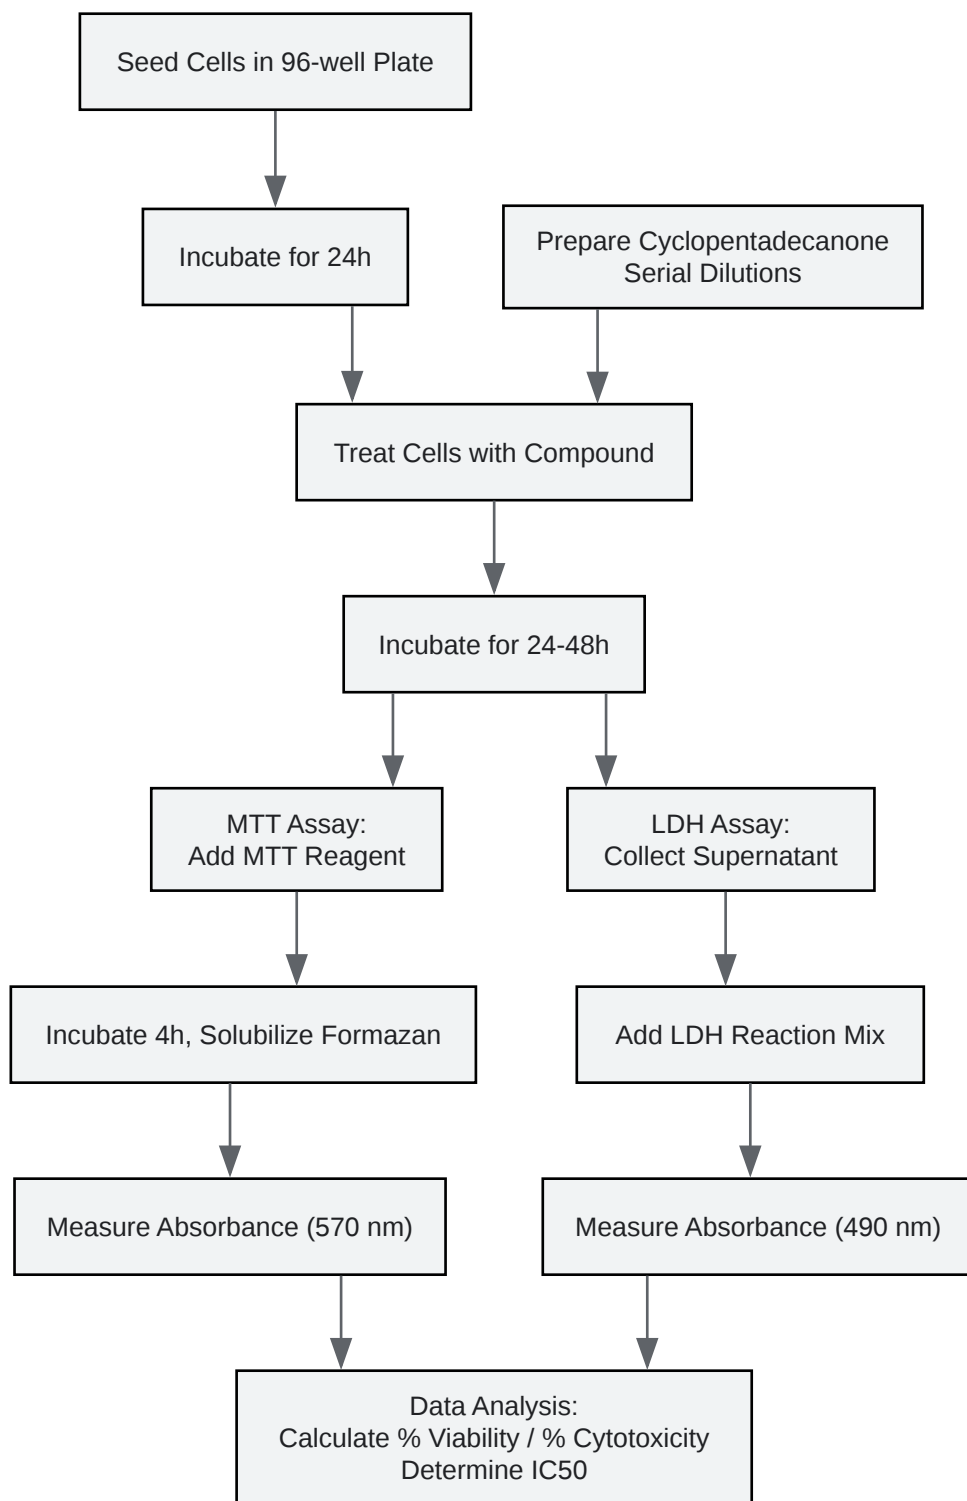 Seed Cells in 96-well Plate
Incubate for 24h
Prepare Cyclopentadecanone
Serial Dilutions
Treat Cells with Compound
Incubate for 24-48h
MTT Assay:
Add MTT Reagent
LDH Assay:
Collect Supernatant
Incubate 4h, Solubilize Formazan
Add LDH Reaction Mix
Measure Absorbance (570 nm)
Measure Absorbance (490 nm)
Data Analysis:
Calculate % Viability / % Cytotoxicity
Determine IC50